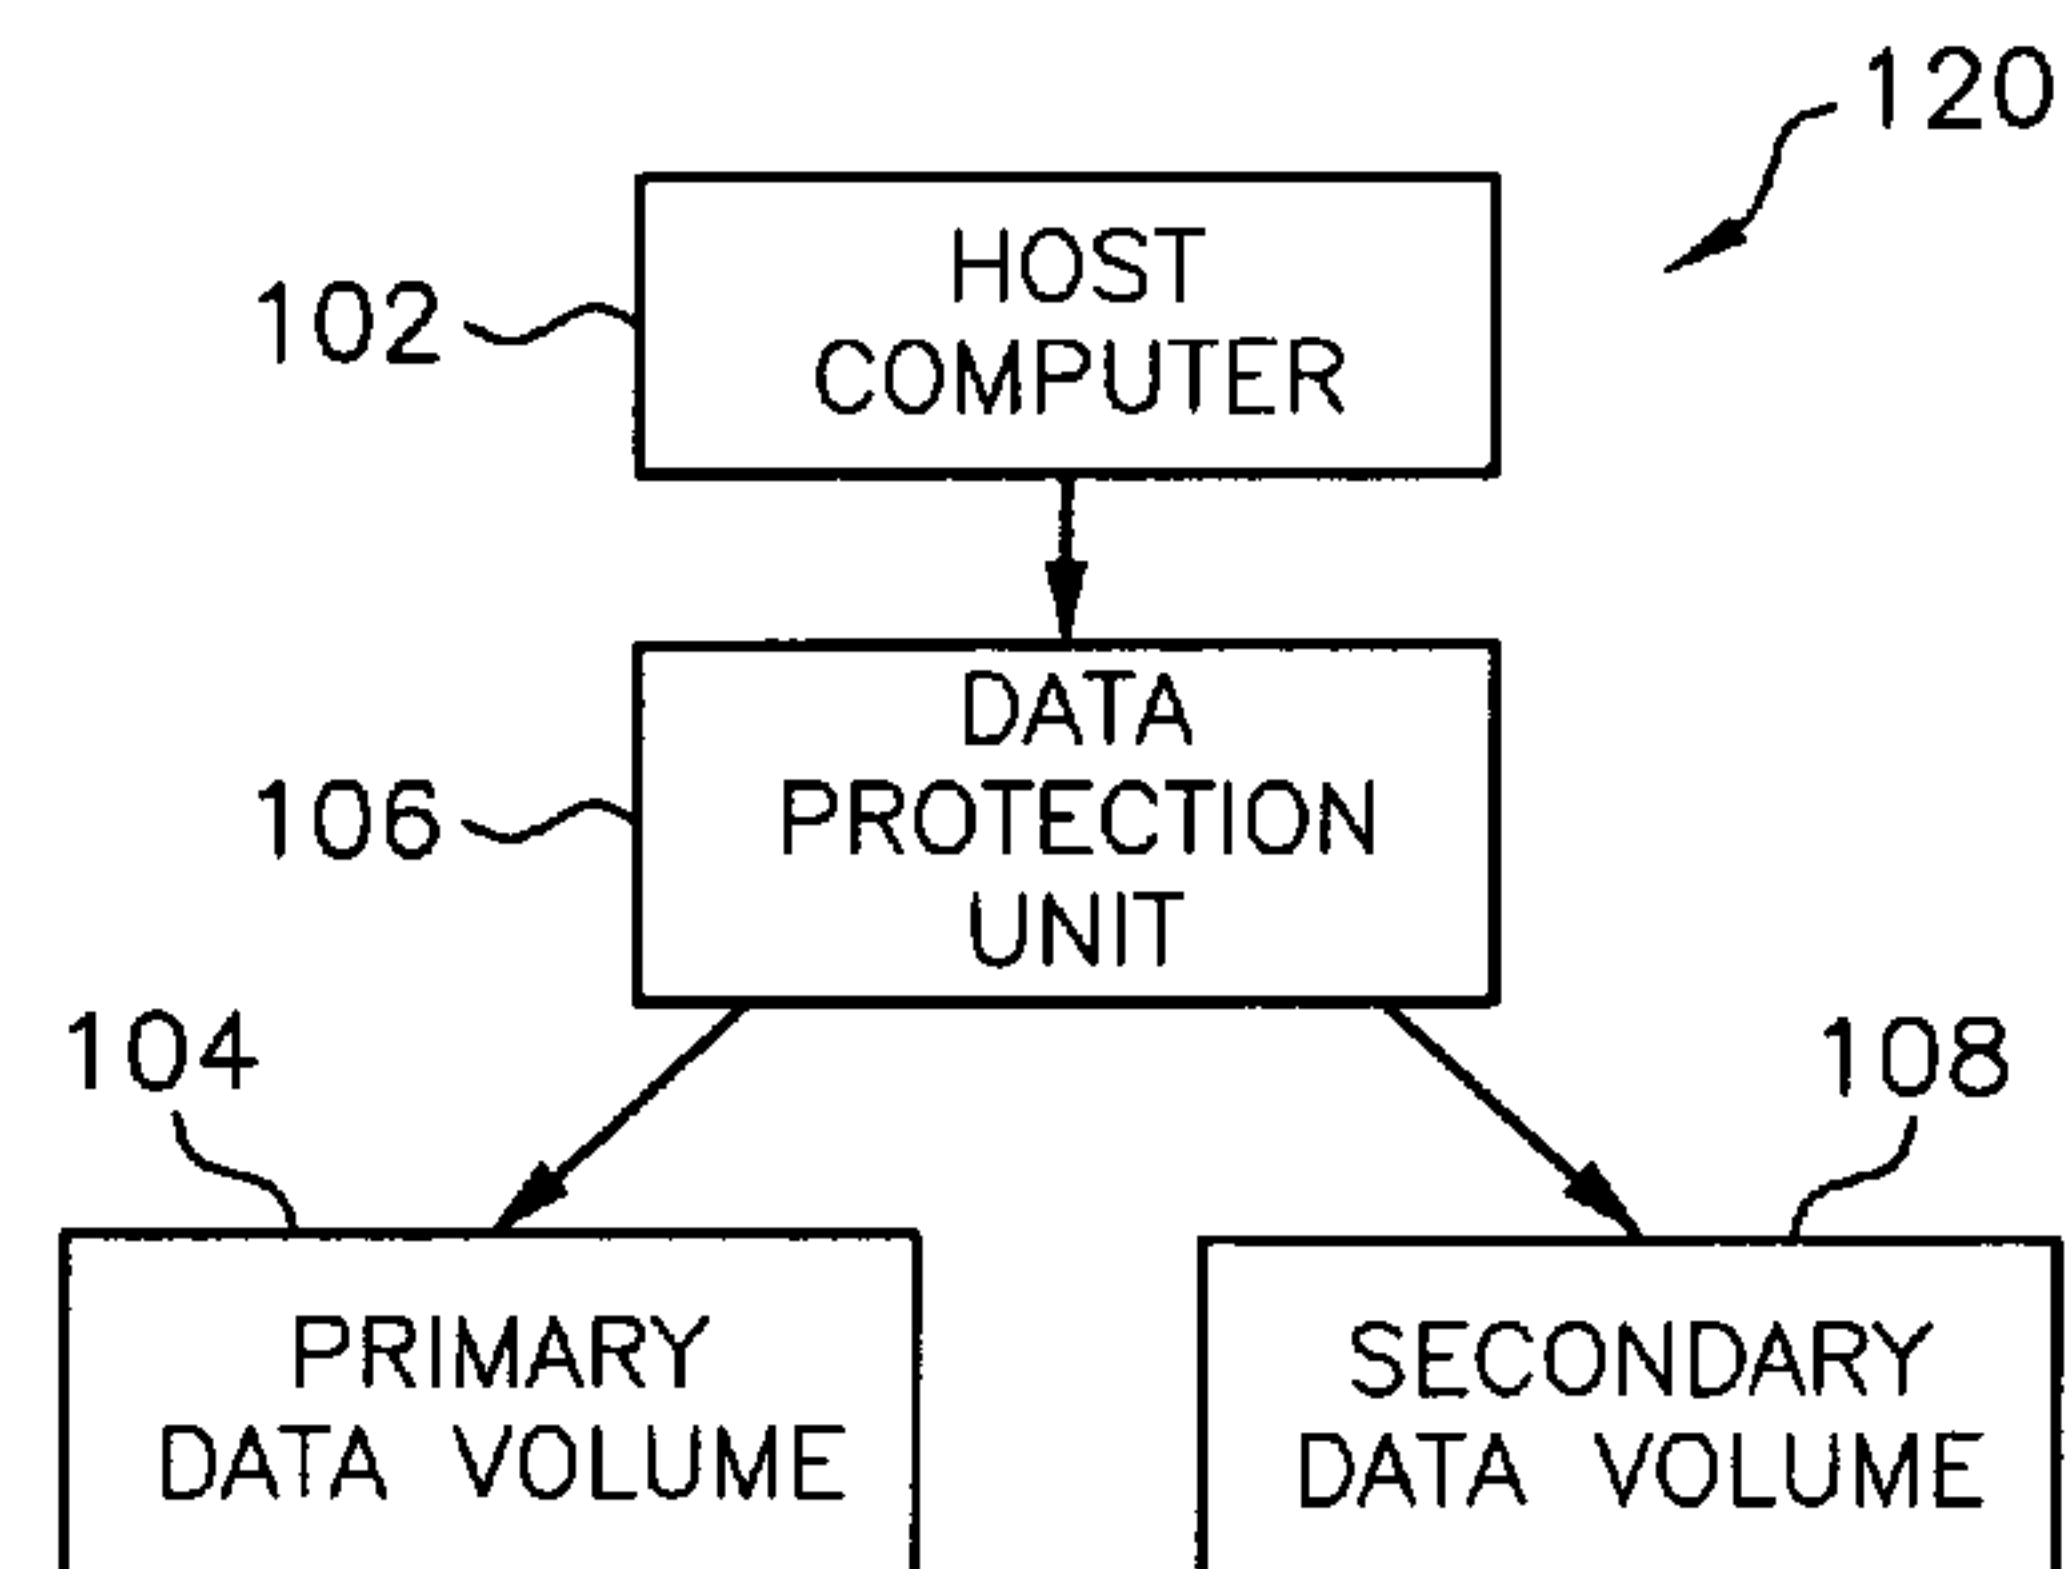 120
HOST
102
COMPUTER
DATA
106
PROTECTION
UNIT
104
108
PRIMARY
DATA VOLUME
SECONDARY
DATA VOLUME